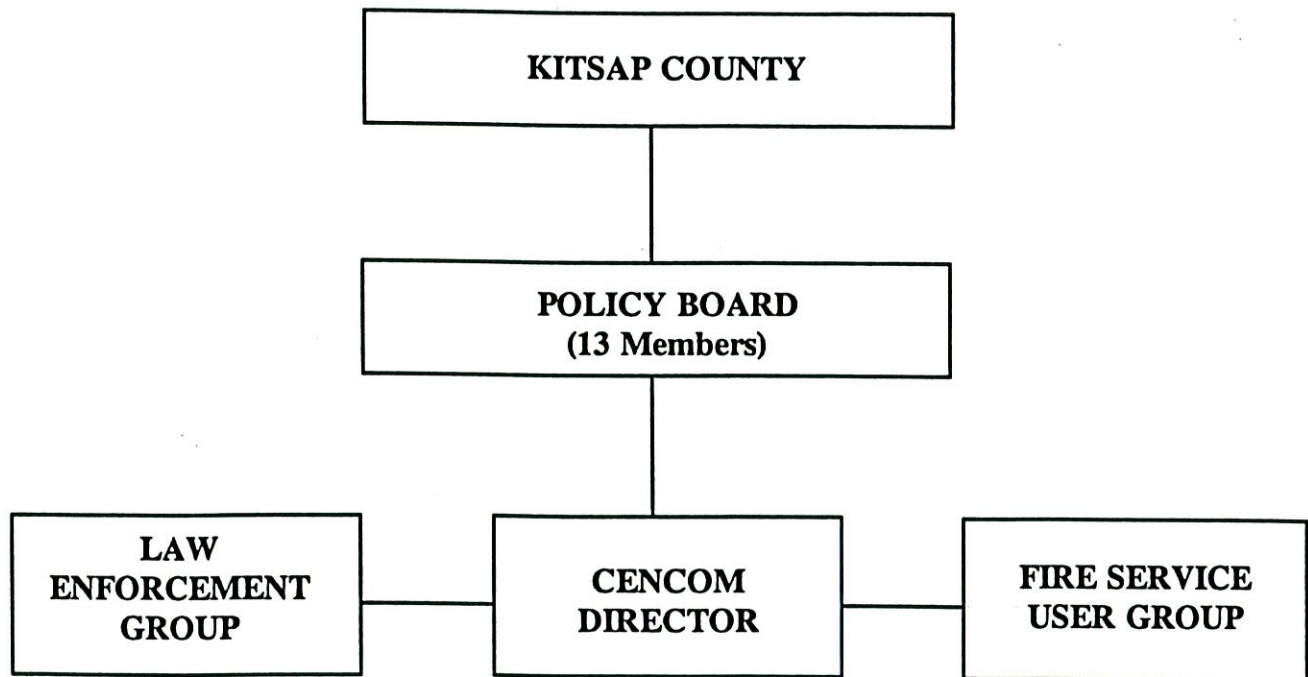 KITSAP COUNTY
POLICY BOARD
(13 Members)
LAW
ENFORCEMENT
GROUP
CENCOM
DIRECTOR
FIRE SERVICE
USER GROUP